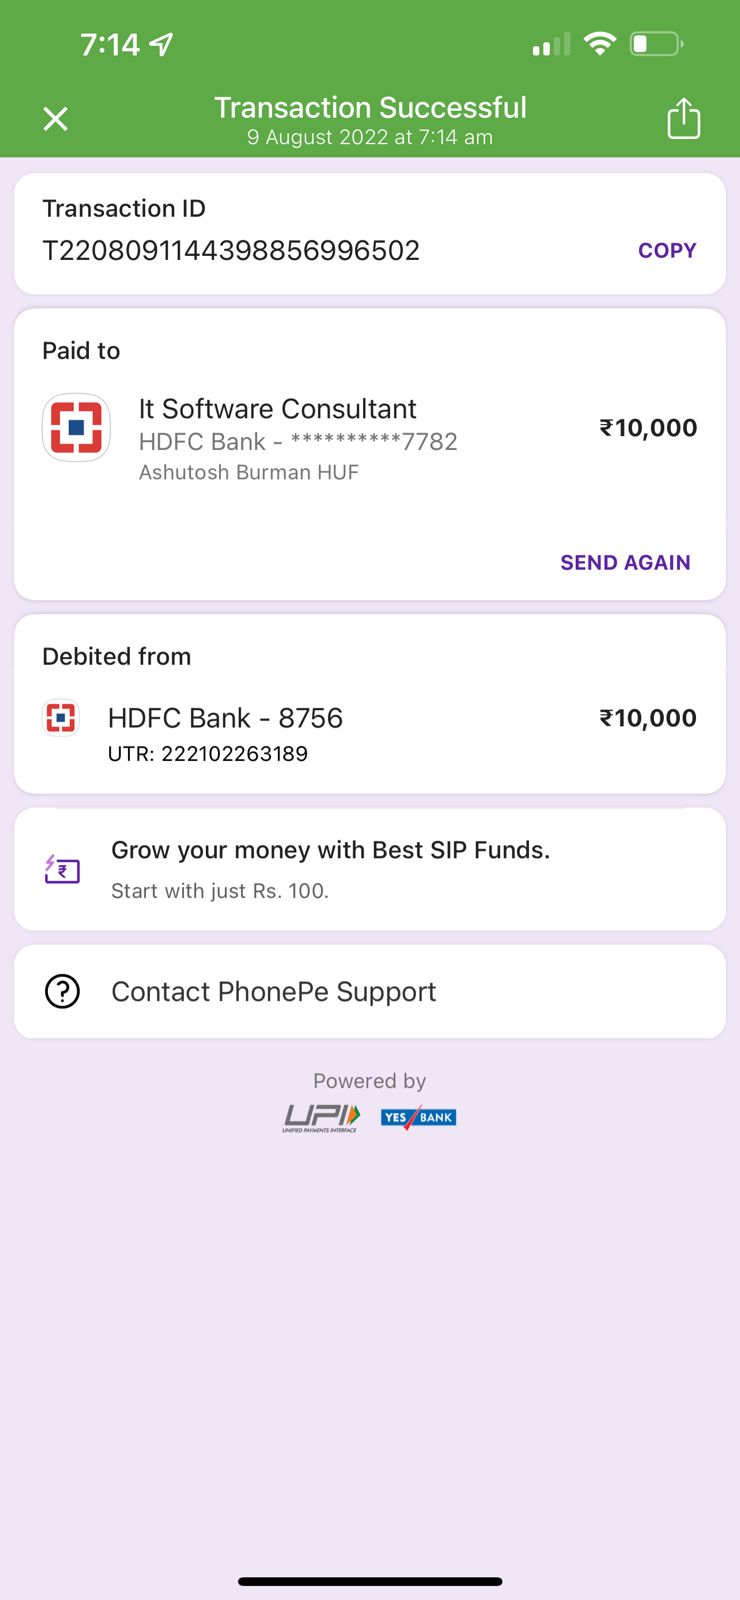 7:14
Transaction Successful
9 August 2022 at 7:14 am
Transaction ID
T2208091144398856996502
COPY
Paid to
It Software Consultant
₹10,000
HDFC Bank - **********7782
Ashutosh Burman HUF
SEND AGAIN
Debited from
HDFC Bank - 8756
₹10,000
UTR: 222102263189
Grow your money with Best SIP Funds.
₹
Start with just Rs. 100.
Contact PhonePe Support
Powered by
UPI
UNIFIED PAYMENTS INTERFACE
YES BANK